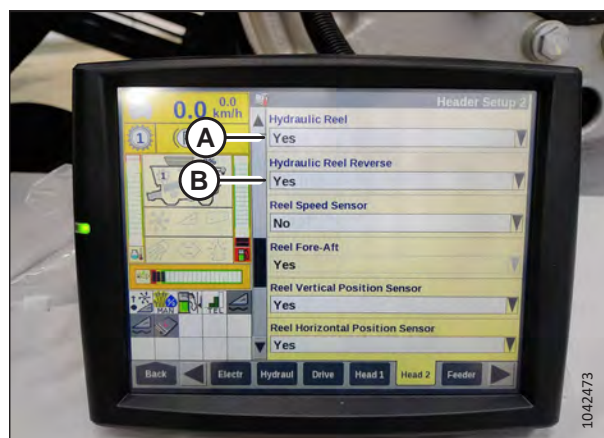 Header Setup 2
0.0 0.0
km/h
1
Hydraulic Reel
A
Yes
Hydraulic Reel Reverse
B
Yes
1
Reel Speed Sensor
No
Reel Fore-Aft
Yes
Reel Vertical Position Sensor
Yes
Reel Horizontal Position Sensor
Yes
MAN
TEL
Back
Electr
Hydraul
Drive
Head 1
Head 2
Feeder
1042473